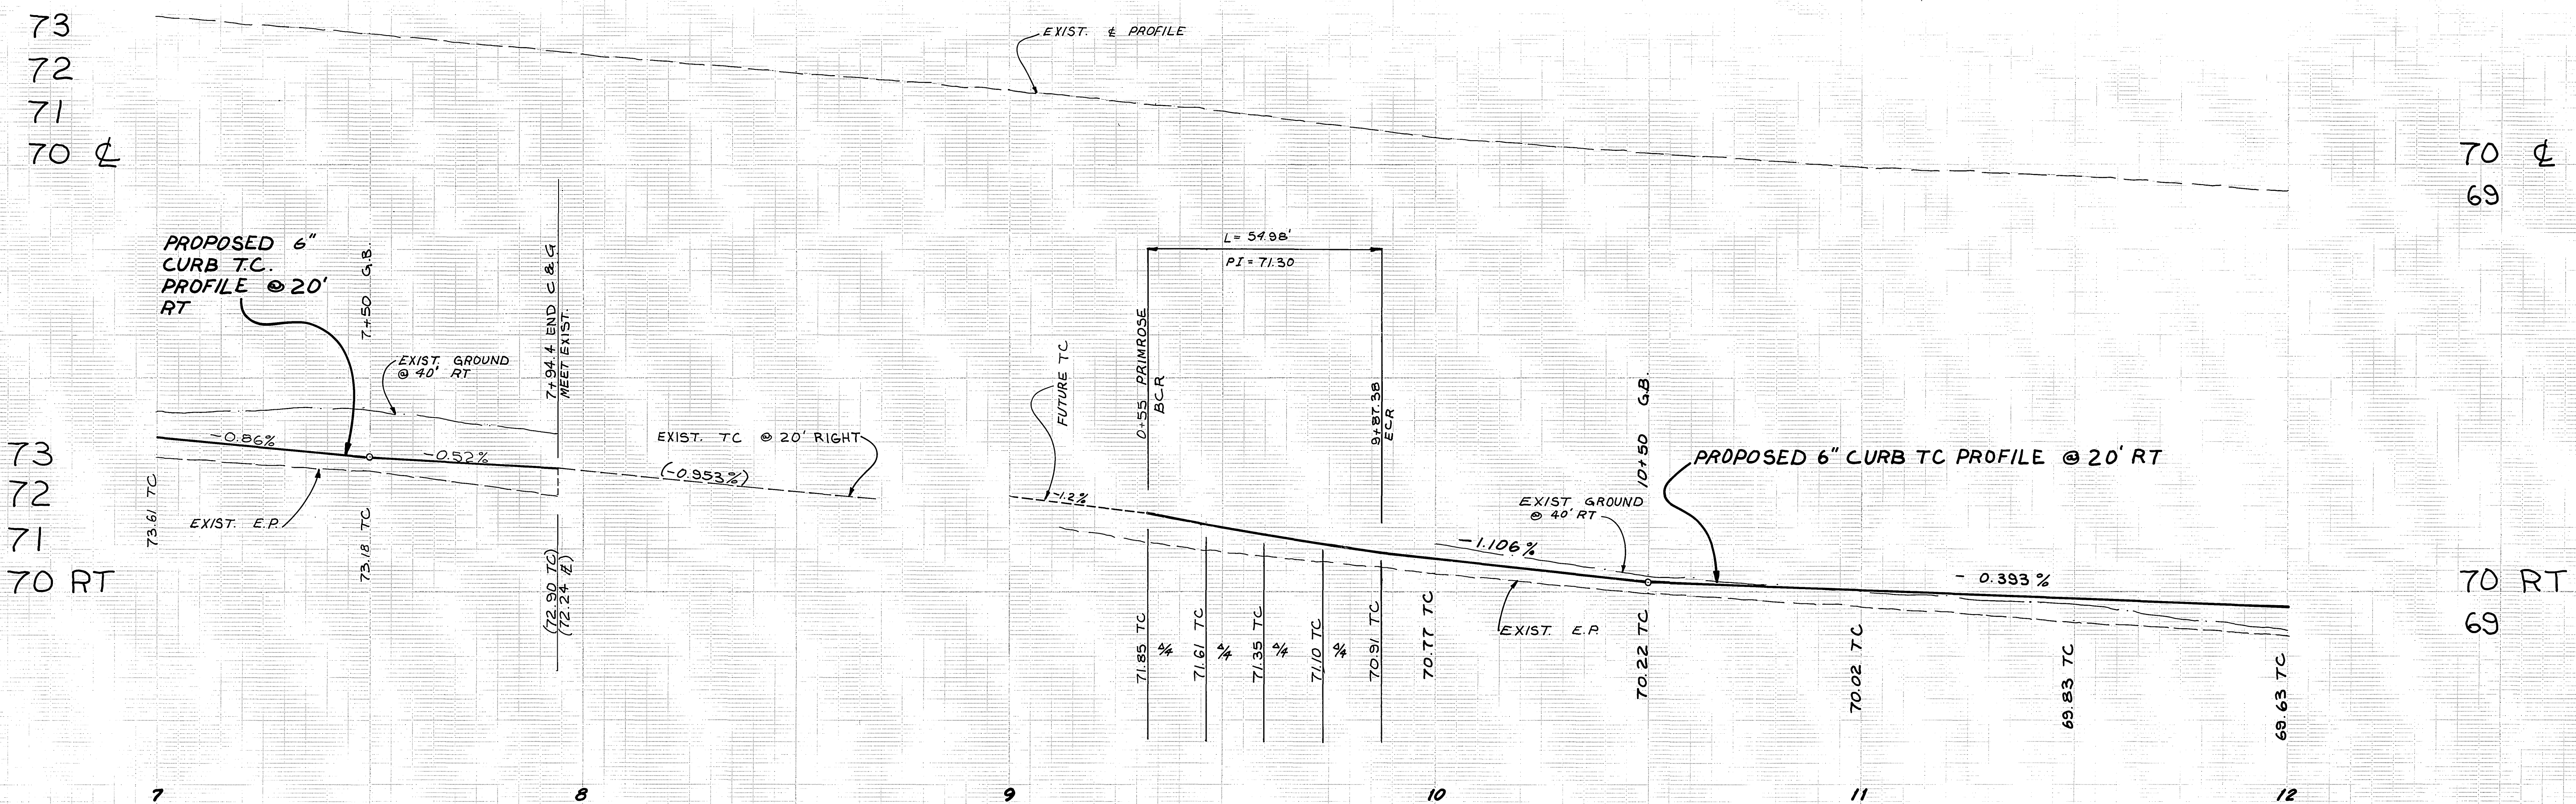 73
72
71
70 ℄
EXIST. ℄ PROFILE
70 ℄
69
PROPOSED 6"
CURB T.C.
PROFILE @ 20'
RT
7+50 G.B.
EXIST. GROUND
@ 40' RT
7+94.4 END C & G
MEET EXIST.
L= 54.98'
PI = 71.30
0+55 PRIMROSE
BCR
9+87.38
ECR
FUTURE TC
10+50 G.B.
73
72
71
70 RT
-0.86%
-0.52%
EXIST. TC @ 20' RIGHT
(-0.953%)
-1.2%
PROPOSED 6" CURB TC PROFILE @ 20' RT
EXIST. GROUND
@ 40' RT
-1.106%
- 0.393%
70 RT
69
EXIST. E.P.
EXIST. E.P.
73.61 TC
73.18 TC
(72.90 TC)
(72.24 ⅊)
71.85 TC
Δ/4
71.61 TC
Δ/4
71.35 TC
Δ/4
71.10 TC
Δ/4
70.91 TC
70.77 TC
70.22 TC
70.02 TC
69.83 TC
69.63 TC
7
8
9
10
11
12